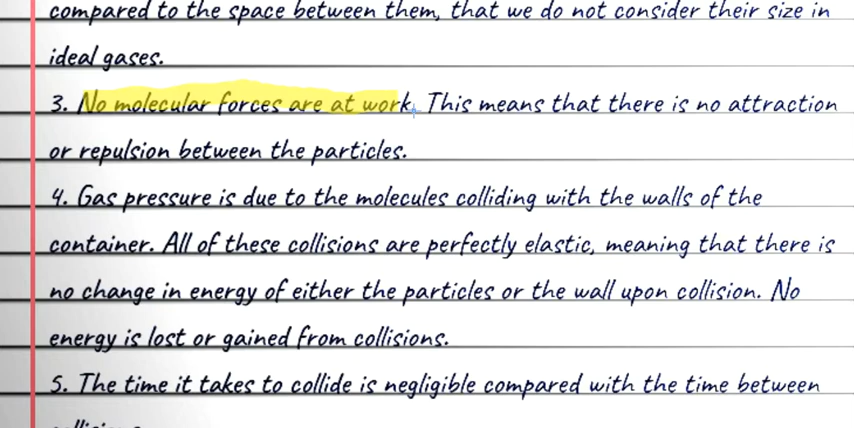 compared to the space between them, that we do not consider their size in
ideal gases.
3. No molecular forces are at work. This means that there is no attraction
or repulsion between the particles.
4. Gas pressure is due to the molecules colliding with the walls of the
container. All of these collisions are perfectly elastic, meaning that there is
no change in energy of either the particles or the wall upon collision. No
energy is lost or gained from collisions.
5. The time it takes to collide is negligible compared with the time between